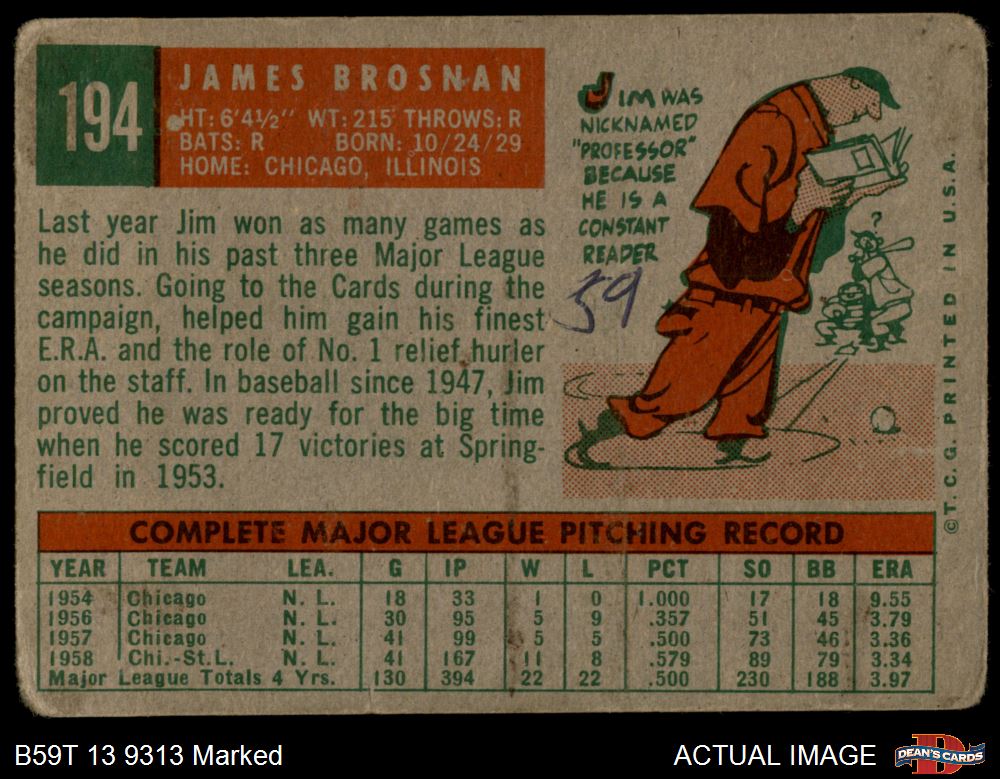 194
JAMES BROSNAN
HT: 6'4½" WT: 215 THROWS: R
BATS: R BORN: 10/24/29
HOME: CHICAGO, ILLINOIS
Last year Jim won as many games as
he did in his past three Major League
seasons. Going to the Cards during the
campaign, helped him gain his finest
E.R.A. and the role of No. 1 relief hurler
on the staff. In baseball since 1947, Jim
proved he was ready for the big time
when he scored 17 victories at Spring-
field in 1953.
JIM WAS
NICKNAMED
"PROFESSOR"
BECAUSE
HE IS A
CONSTANT
READER
59
?
©T.C.G. PRINTED IN U.S.A.
COMPLETE MAJOR LEAGUE PITCHING RECORD
YEAR TEAM LEA. G IP W L PCT SO BB ERA
1954 Chicago N. L. 18 33 1 0 1.000 17 18 9.55
1956 Chicago N. L. 30 95 5 9 .357 51 45 3.79
1957 Chicago N. L. 41 99 5 5 .500 73 46 3.36
1958 Chi.-St.L. N. L. 41 167 11 8 .579 89 79 3.34
Major League Totals 4 Yrs. 130 394 22 22 .500 230 188 3.97
B59T 13 9313 Marked
ACTUAL IMAGE
DEAN'S CARDS